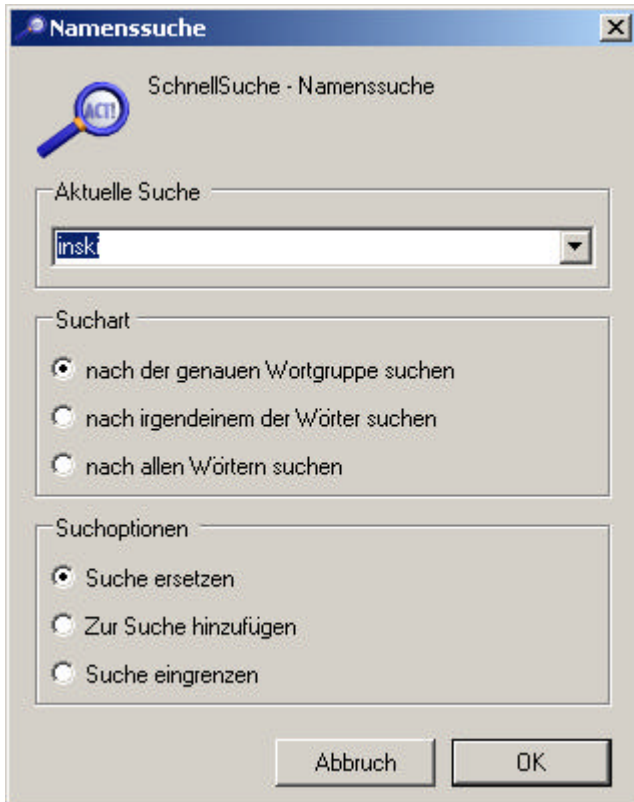 Namenssuche
SchnellSuche - Namenssuche
ACT!
Aktuelle Suche
inski
Suchart
nach der genauen Wortgruppe suchen
nach irgendeinem der Wörter suchen
nach allen Wörtern suchen
Suchoptionen
Suche ersetzen
Zur Suche hinzufügen
Suche eingrenzen
Abbruch OK